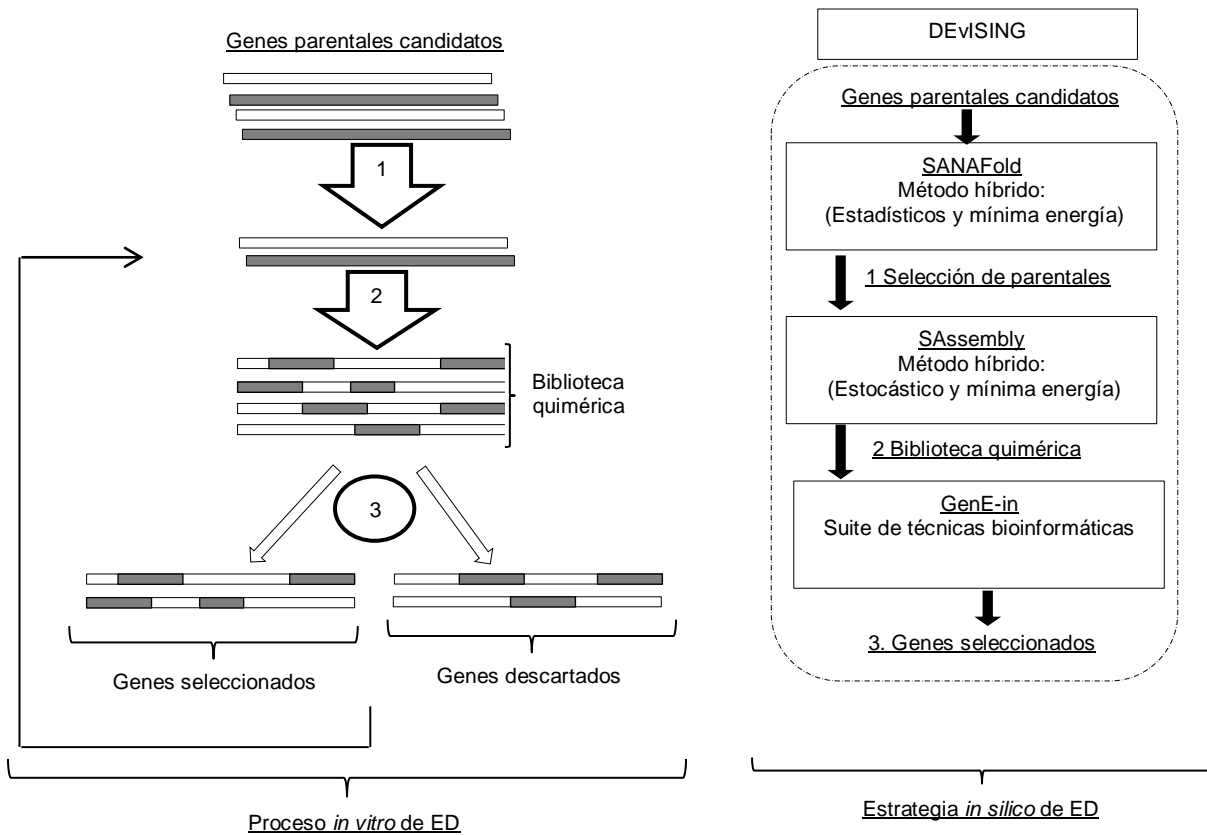 Genes parentales candidatos
1
2
Biblioteca
quimérica
3
Genes seleccionados
Genes descartados
Proceso in vitro de ED
DEvISING
Genes parentales candidatos
SANAFold
Método híbrido:
(Estadísticos y mínima energía)
1 Selección de parentales
SAssembly
Método híbrido:
(Estocástico y mínima energía)
2 Biblioteca quimérica
GenE-in
Suite de técnicas bioinformáticas
3. Genes seleccionados
Estrategia in silico de ED